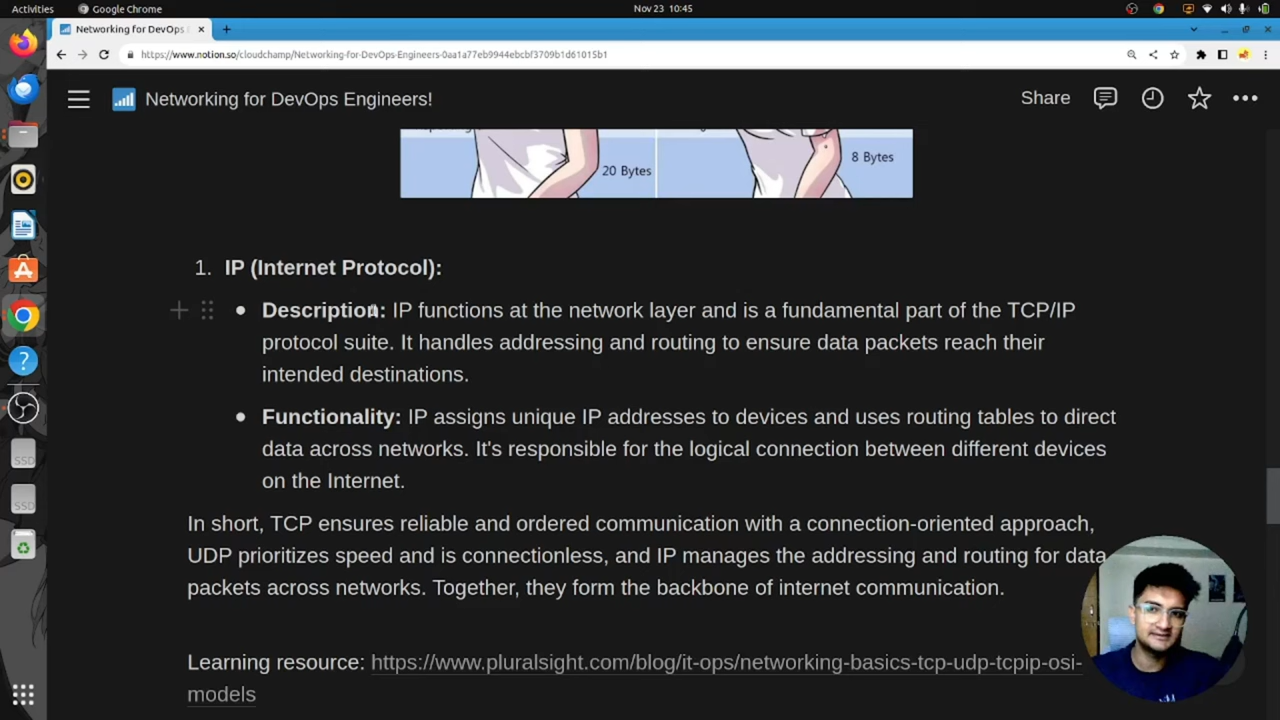 Activities
Google Chrome
Nov 23 10:45
Networking for DevOps
https://www.notion.so/cloudchamp/Networking-for-DevOps-Engineers-0aa1a77eb9944ebcbf3709b1d61015b1
Networking for DevOps Engineers!
Share
20 Bytes
8 Bytes
1. IP (Internet Protocol):
Description: IP functions at the network layer and is a fundamental part of the TCP/IP
protocol suite. It handles addressing and routing to ensure data packets reach their
intended destinations.
Functionality: IP assigns unique IP addresses to devices and uses routing tables to direct
data across networks. It's responsible for the logical connection between different devices
on the Internet.
In short, TCP ensures reliable and ordered communication with a connection-oriented approach,
UDP prioritizes speed and is connectionless, and IP manages the addressing and routing for data
packets across networks. Together, they form the backbone of internet communication.
Learning resource: https://www.pluralsight.com/blog/it-ops/networking-basics-tcp-udp-tcpip-osi-
models
SSD
SSD